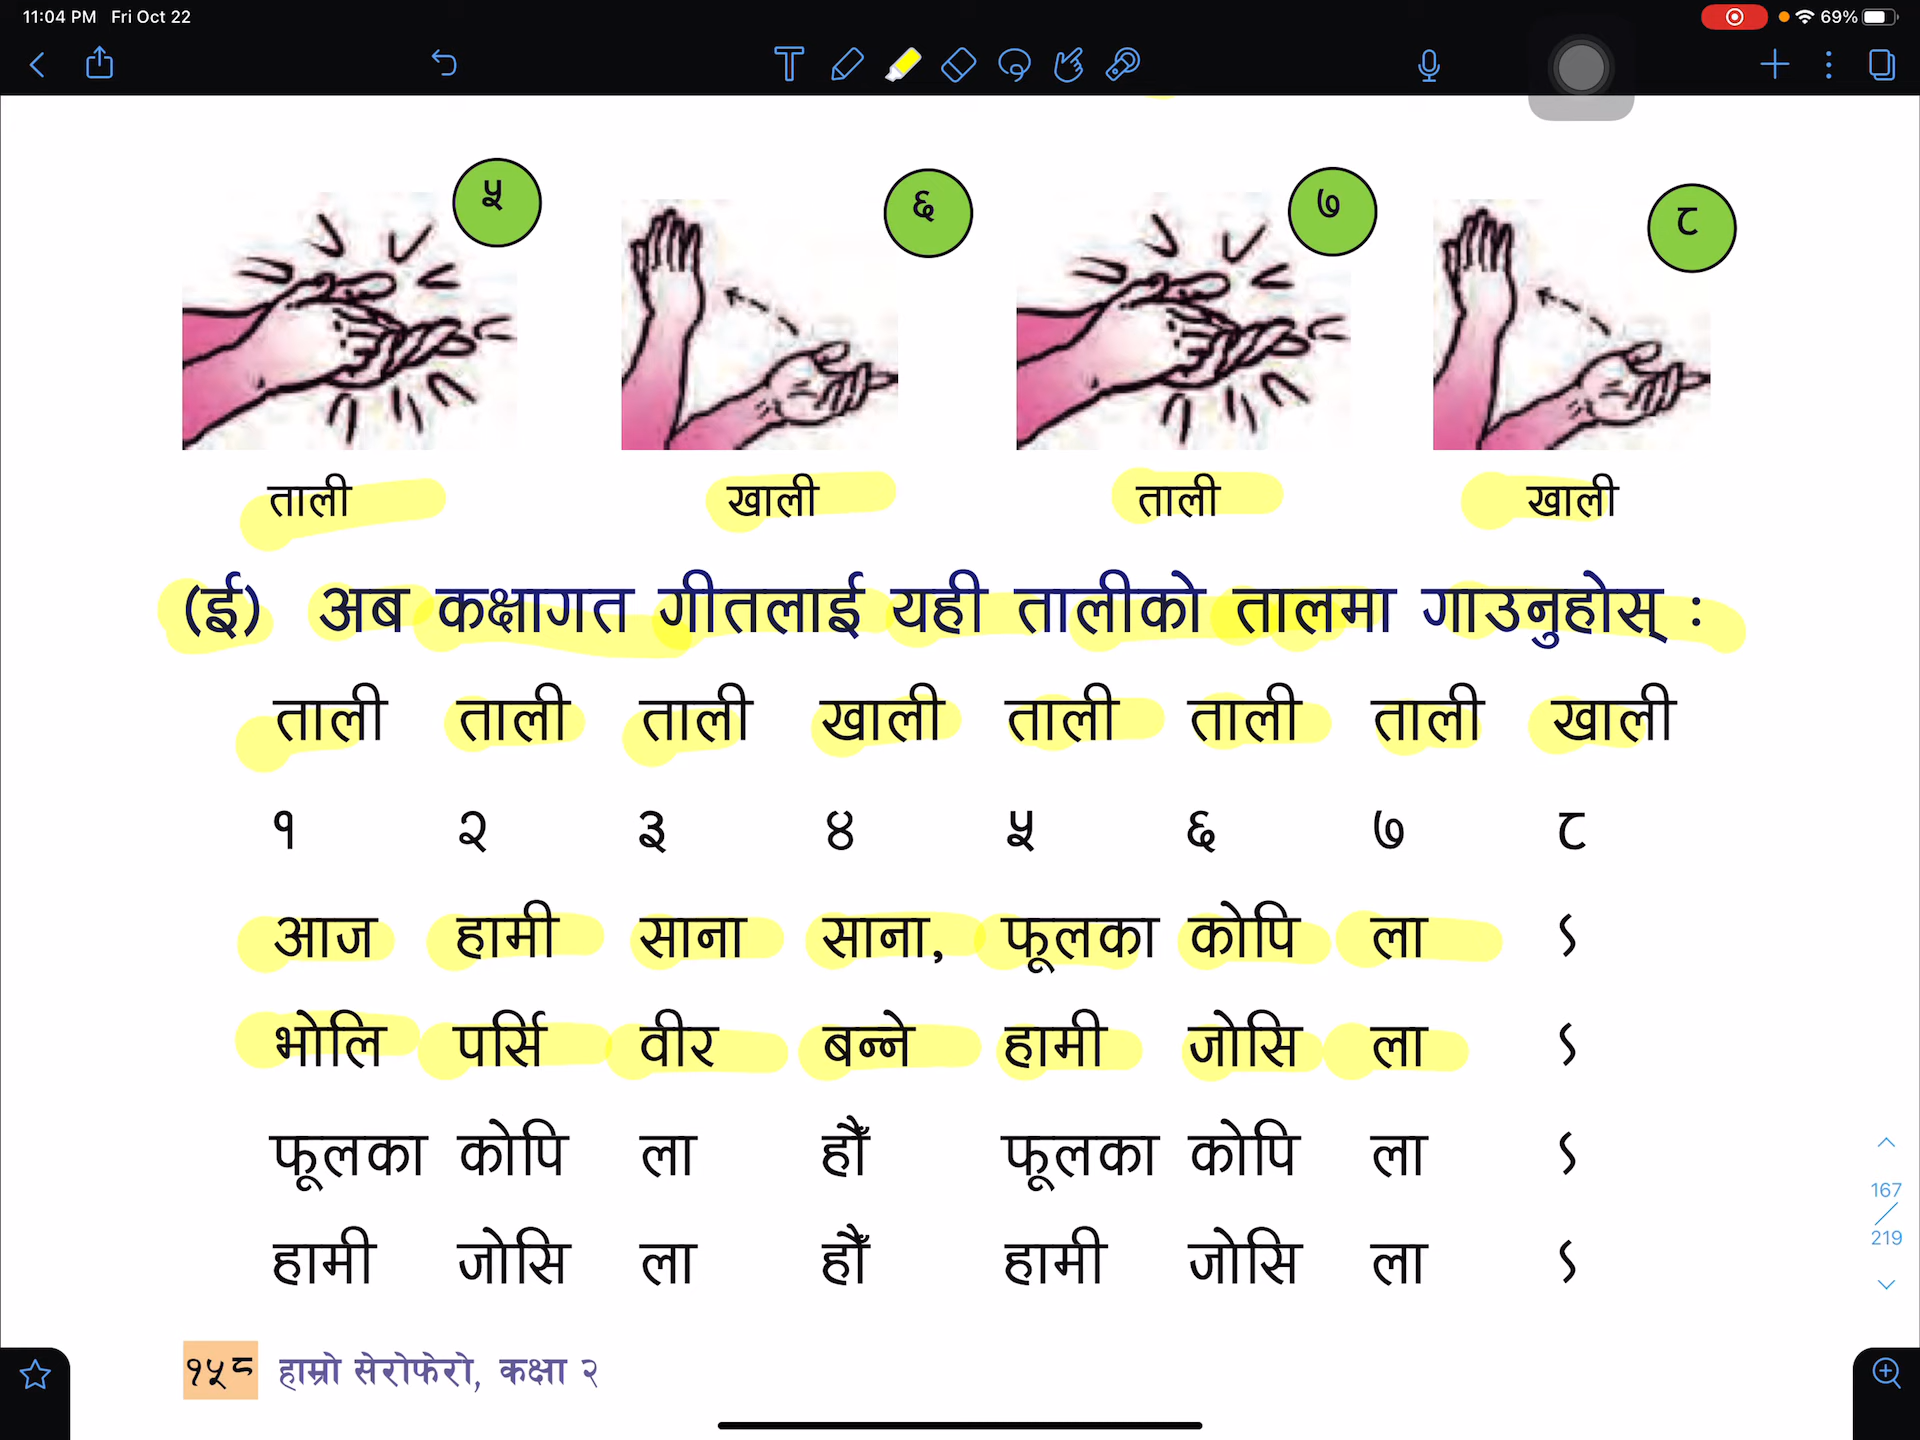 11:04 PM Fri Oct 22
69%
५ ६ ७ ८
ताली खाली ताली खाली
(ई) अब कक्षागत गीतलाई यही तालीको तालमा गाउनुहोस् :
ताली ताली ताली खाली ताली ताली ताली खाली
१ २ ३ ४ ५ ६ ७ ८
आज हामी साना साना, फूलका कोपि ला ऽ
भोलि पर्सि वीर बन्ने हामी जोसि ला ऽ
फूलका कोपि ला हौँ फूलका कोपि ला ऽ
हामी जोसि ला हौँ हामी जोसि ला ऽ
167
219
१५८ हाम्रो सेरोफेरो, कक्षा २